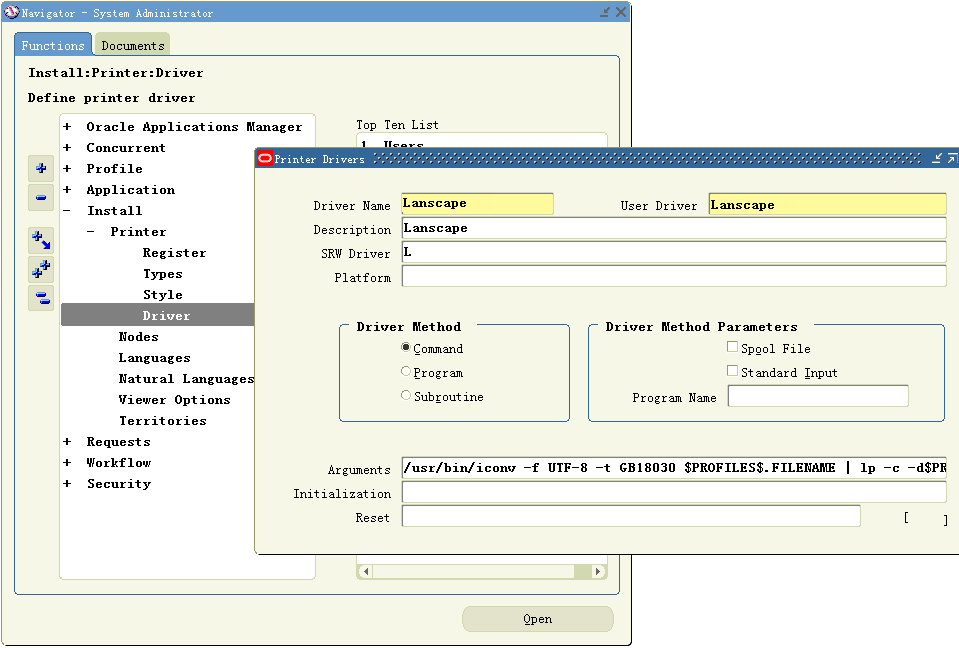 Navigator - System Administrator
Functions
Documents
Install:Printer:Driver
Define printer driver
+ Oracle Applications Manager
+ Concurrent
+ Profile
+ Application
- Install
- Printer
Register
Types
Style
Driver
Nodes
Languages
Natural Languages
Viewer Options
Territories
+ Requests
+ Workflow
+ Security
Top Ten List
1. Users
Printer Drivers
Driver Name Lanscape User Driver Lanscape
Description Lanscape
SRW Driver L
Platform
Driver Method
Command
Program
Subroutine
Driver Method Parameters
Spool File
Standard Input
Program Name
Arguments /usr/bin/iconv -f UTF-8 -t GB18030 $PROFILES$.FILENAME | lp -c -d$PR
Initialization
Reset [ ]
Open